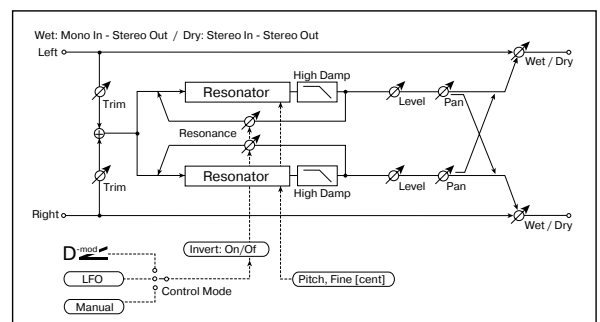 Wet: Mono In - Stereo Out / Dry: Stereo In - Stereo Out
Left
Wet / Dry
High Damp
Trim
Resonator
Level
Pan
Resonance
Trim
Resonator
High Damp
Level
Pan
Right
Wet / Dry
D-mod
Invert: On/Of
LFO
Control Mode
Pitch, Fine [cent]
Manual